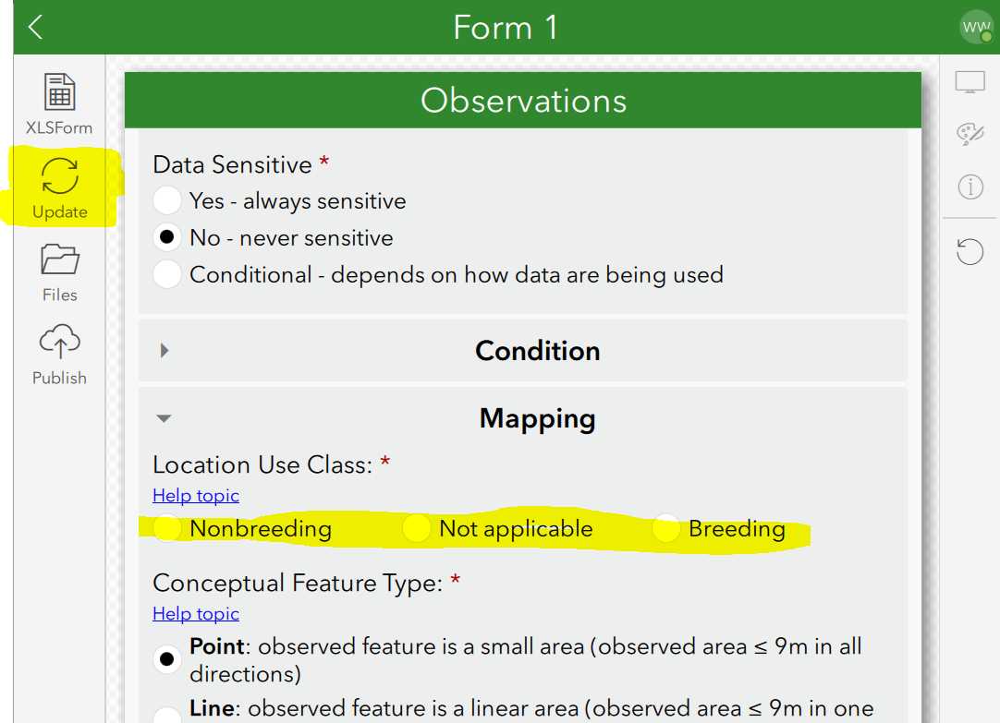 Form 1
WW
XLSForm
Update
Files
Publish
Observations
Data Sensitive *
Yes - always sensitive
No - never sensitive
Conditional - depends on how data are being used
Condition
Mapping
Location Use Class: *
Help topic
Nonbreeding Not applicable Breeding
Conceptual Feature Type: *
Help topic
Point: observed feature is a small area (observed area ≤ 9m in all
directions)
Line: observed feature is a linear area (observed area ≤ 9m in one